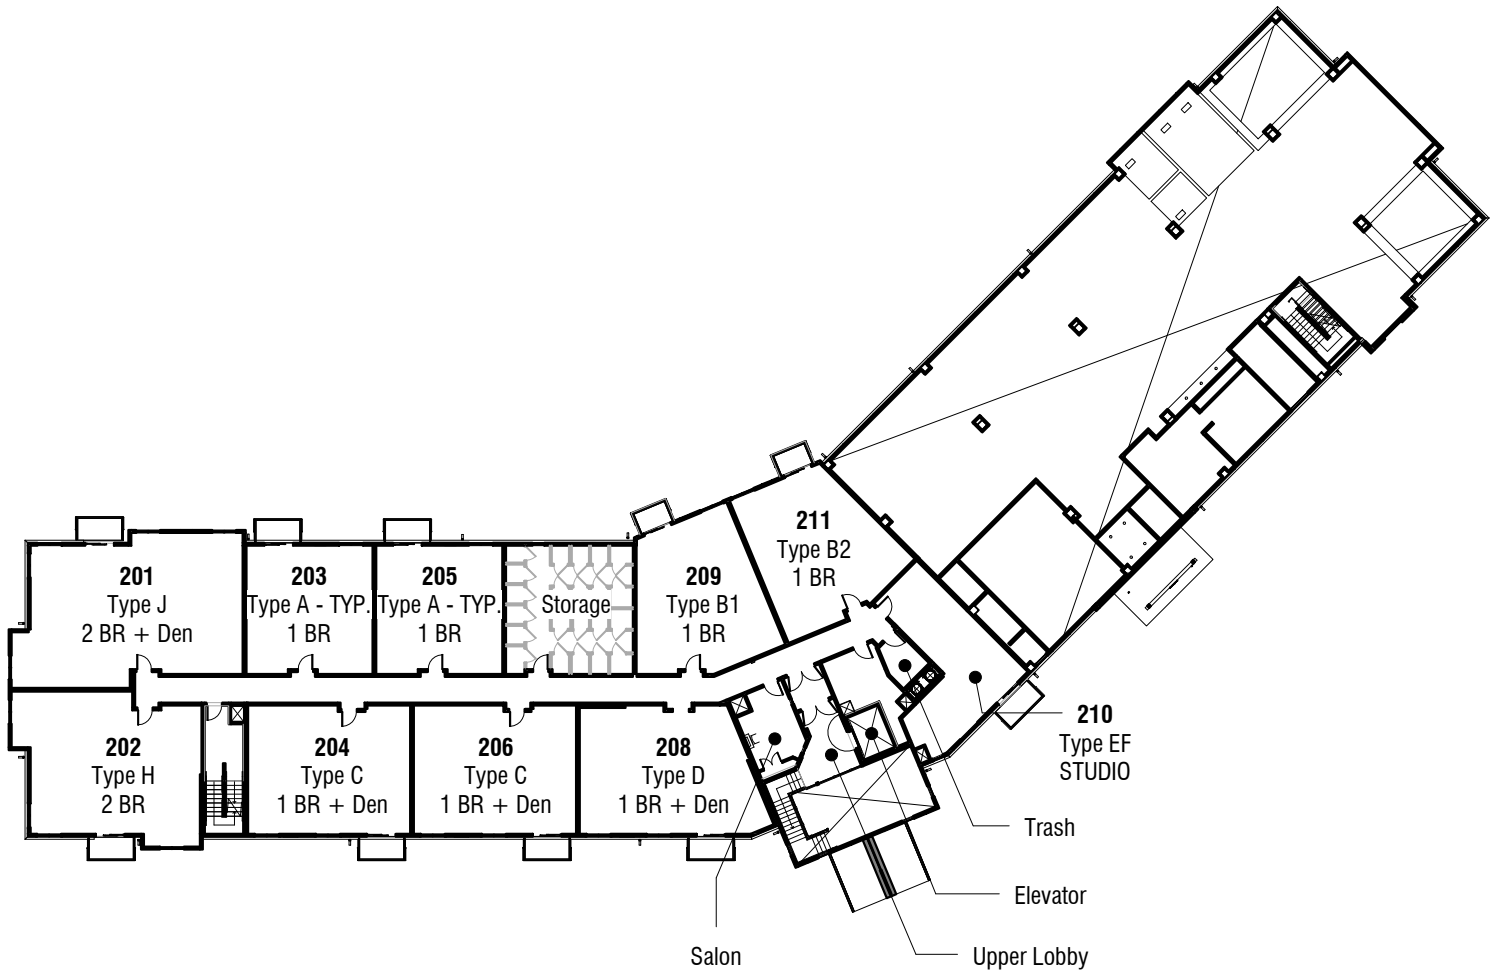 211
Type B2
1 BR
201
Type J
2 BR + Den
203
Type A - TYP.
1 BR
205
Type A - TYP.
1 BR
Storage
209
Type B1
1 BR
202
Type H
2 BR
204
Type C
1 BR + Den
206
Type C
1 BR + Den
208
Type D
1 BR + Den
210
Type EF
STUDIO
Trash
Elevator
Salon
Upper Lobby